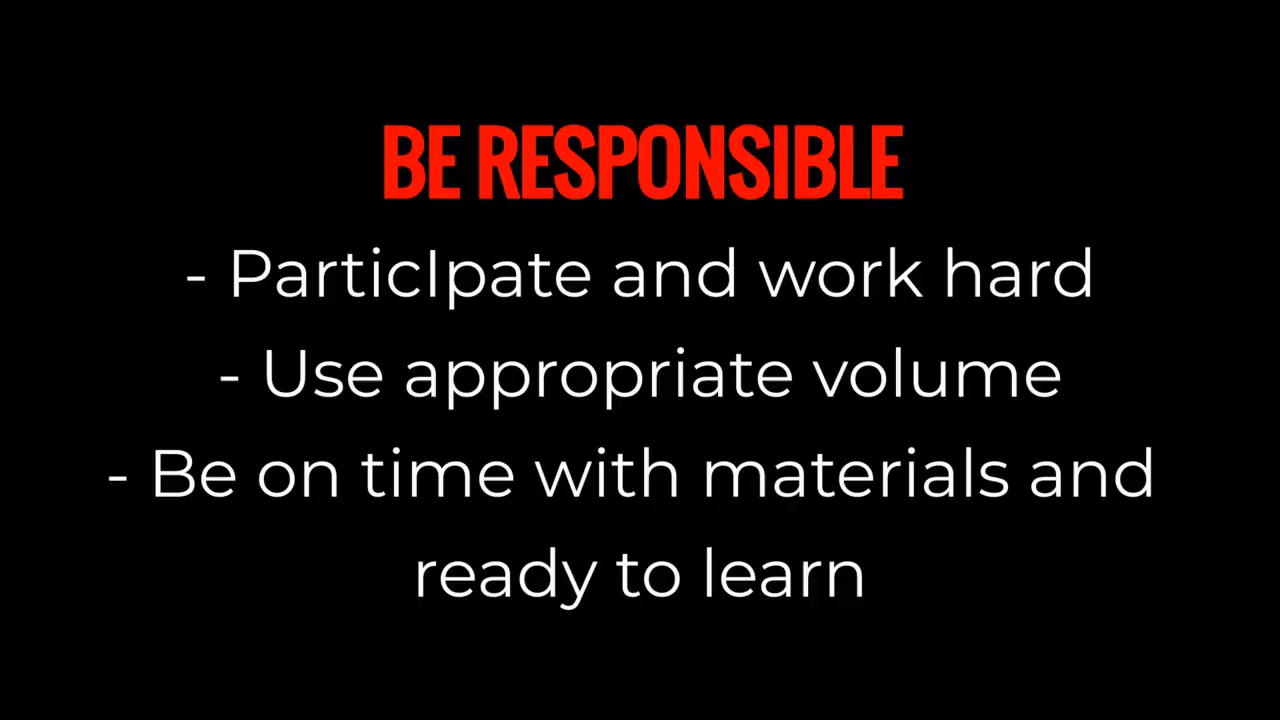 BE RESPONSIBLE
- ParticIpate and work hard
- Use appropriate volume
- Be on time with materials and
ready to learn